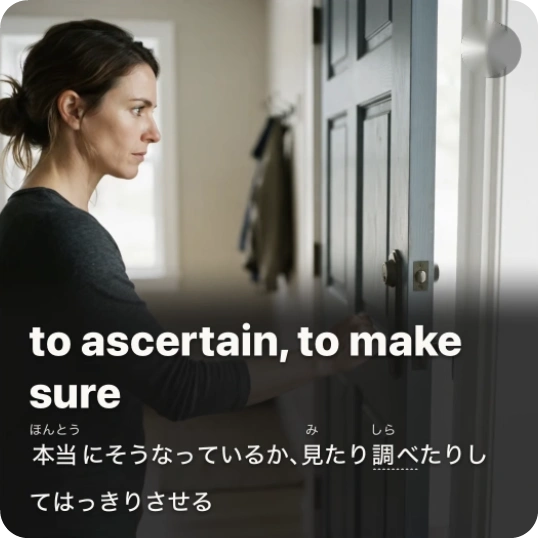 to ascertain, to make
sure
ほんとう み しら
本当にそうなっているか、見たり調べたりし
てはっきりさせる